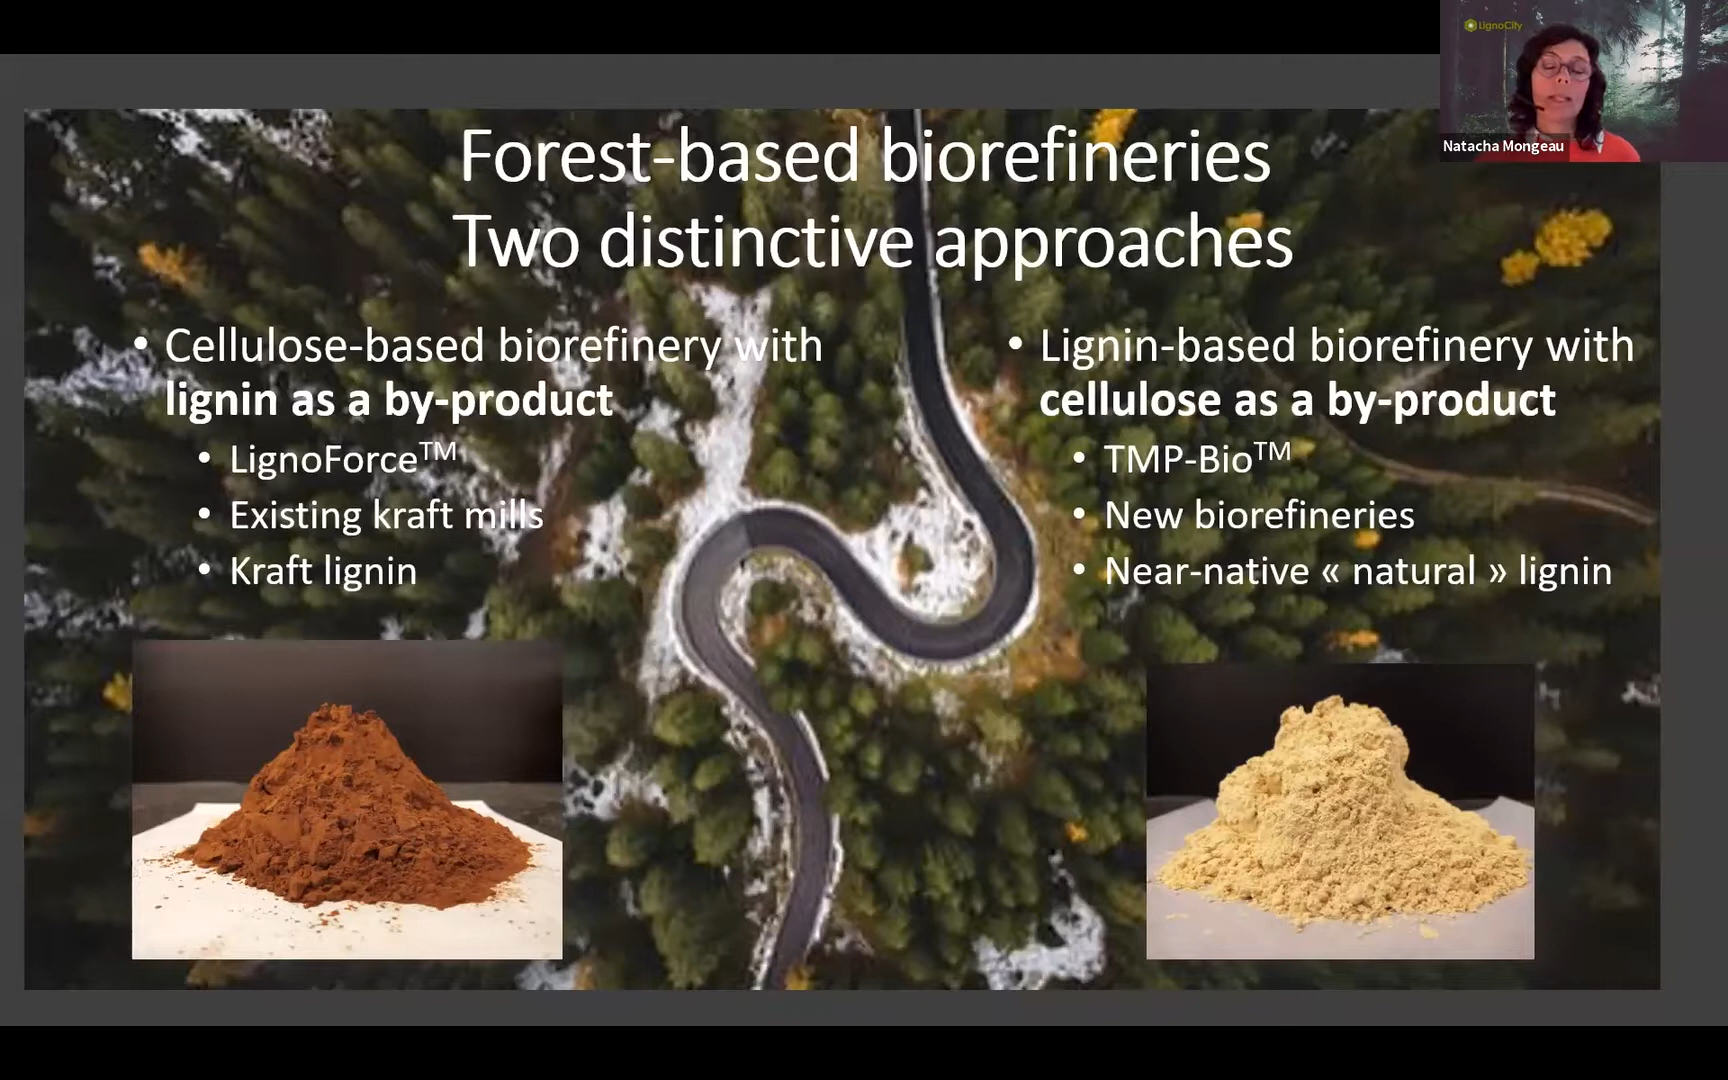 LignoCity
Natacha Mongeau
Forest-based biorefineries
Two distinctive approaches
• Cellulose-based biorefinery with
lignin as a by-product
• LignoForce™
• Existing kraft mills
• Kraft lignin
• Lignin-based biorefinery with
cellulose as a by-product
• TMP-Bio™
• New biorefineries
• Near-native « natural » lignin